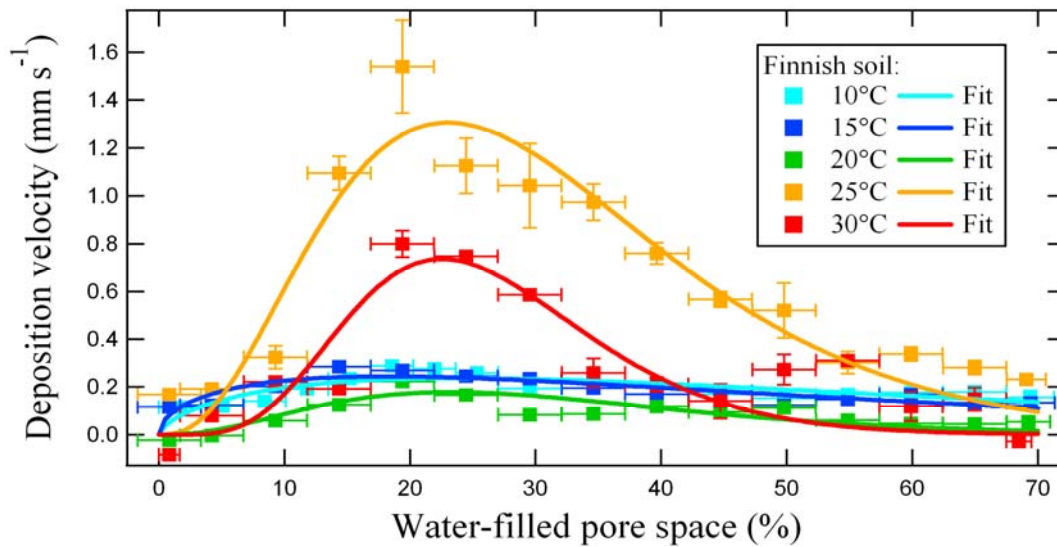 Deposition velocity (mm s⁻¹)
1.6
1.4
1.2
1.0
0.8
0.6
0.4
0.2
0.0
Finnish soil:
10°C Fit
15°C Fit
20°C Fit
25°C Fit
30°C Fit
0 10 20 30 40 50 60 70
Water-filled pore space (%)